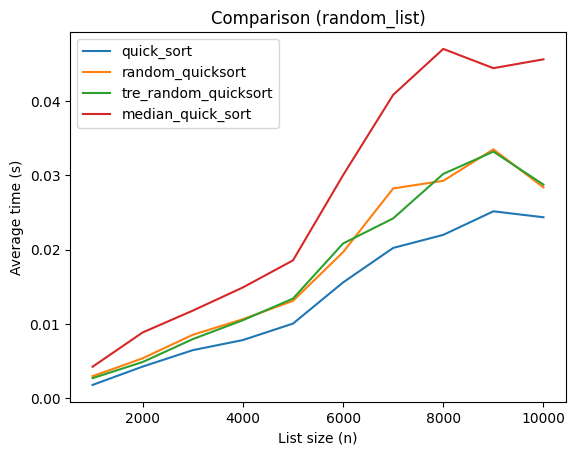 Comparison (random_list)
quick_sort
random_quicksort
tre_random_quicksort
median_quick_sort
Average time (s)
0.04
0.03
0.02
0.01
0.00
2000 4000 6000 8000 10000
List size (n)